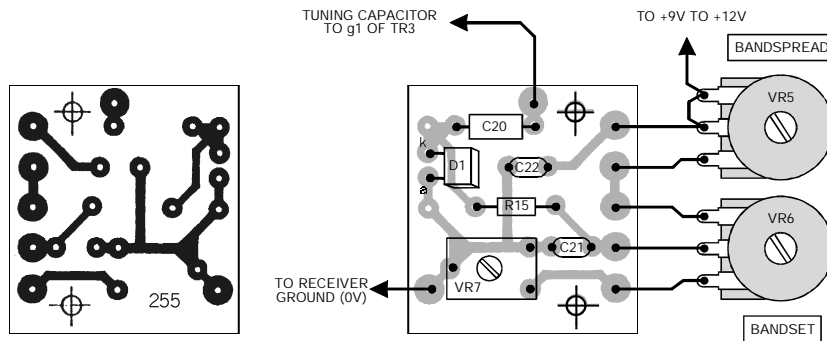 TUNING CAPACITOR
TO g1 OF TR3
TO +9V TO +12V
BANDSPREAD
VR5
C20
k
D1
C22
a
R15
VR6
C21
TO RECEIVER
GROUND (0V)
VR7
255
BANDSET